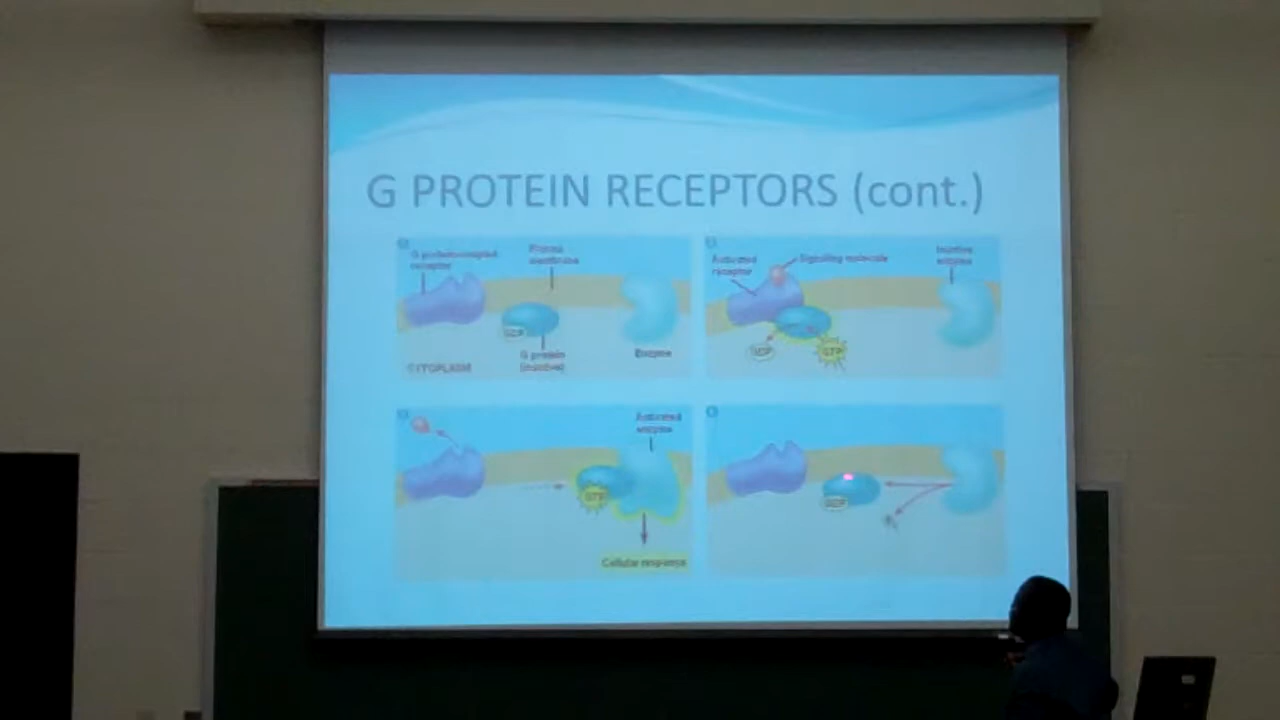 G PROTEIN RECEPTORS (cont.)
G protein-coupled
receptor
Plasma
membrane
GDP
G protein
(inactive)
Enzyme
CYTOPLASM
Activated
receptor
Signaling molecule
Inactive
enzyme
GDP
GTP
Activated
enzyme
GTP
Cellular response
GDP